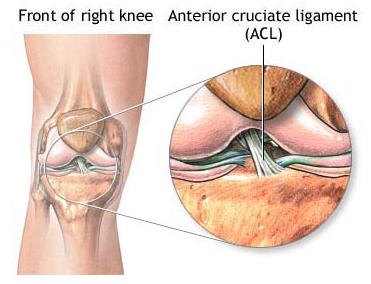 Front of right knee
Anterior cruciate ligament
(ACL)